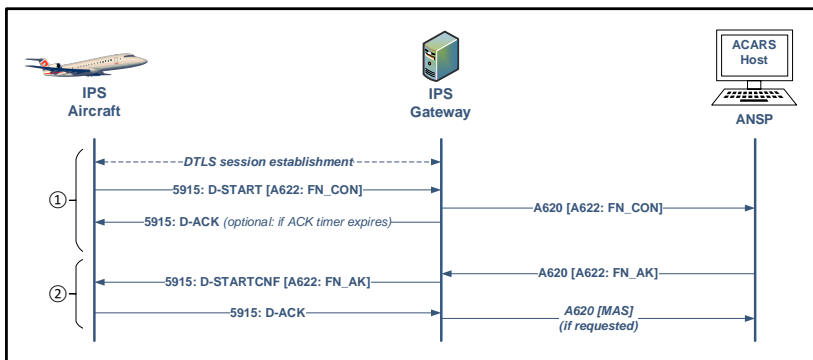 ACARS
Host
IPS
Aircraft
IPS
Gateway
ANSP
①
DTLS session establishment
5915: D-START [A622: FN_CON]
A620 [A622: FN_CON]
5915: D-ACK (optional: if ACK timer expires)
②
A620 [A622: FN_AK]
5915: D-STARTCNF [A622: FN_AK]
5915: D-ACK
A620 [MAS]
(if requested)